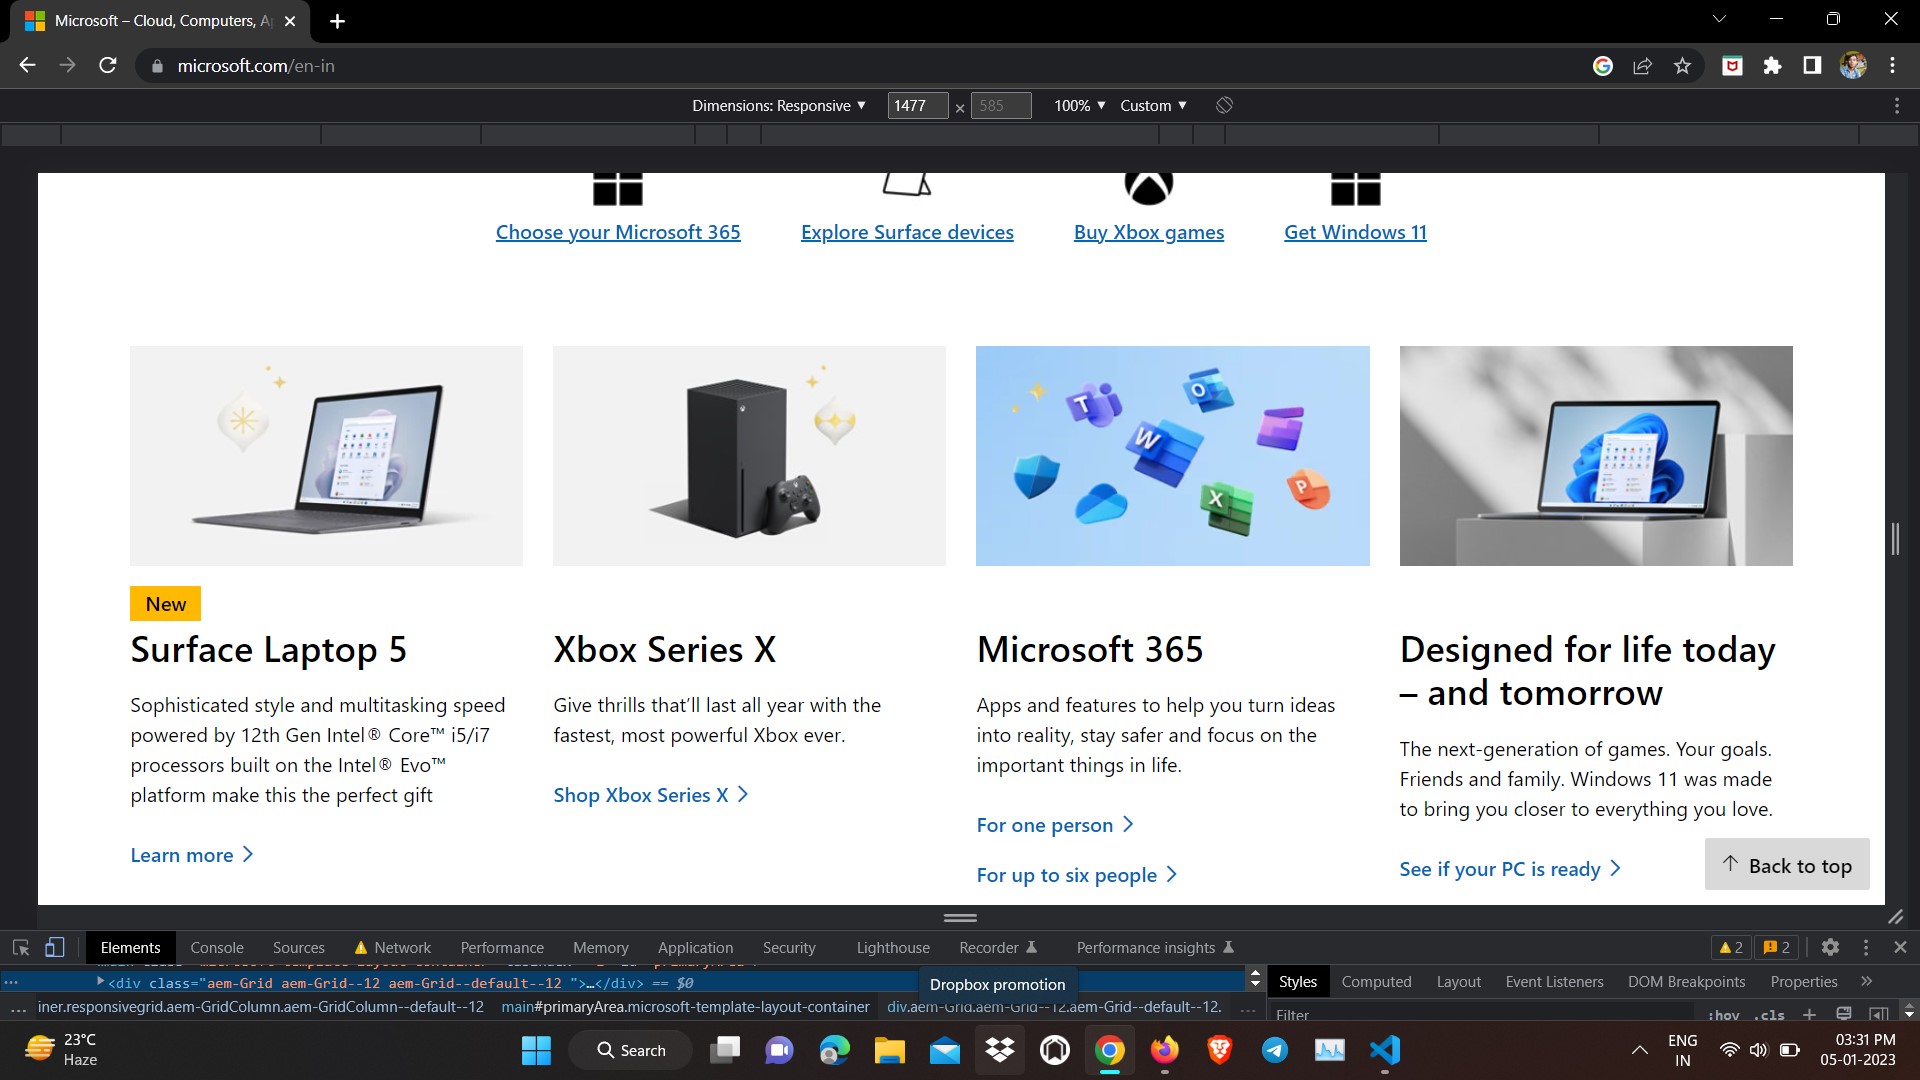 Microsoft – Cloud, Computers, Ap
microsoft.com/en-in
Dimensions: Responsive 1477 × 585 100% Custom
Choose your Microsoft 365
Explore Surface devices
Buy Xbox games
Get Windows 11
New
Surface Laptop 5
Sophisticated style and multitasking speed
powered by 12th Gen Intel® Core™ i5/i7
processors built on the Intel® Evo™
platform make this the perfect gift
Learn more
Xbox Series X
Give thrills that’ll last all year with the
fastest, most powerful Xbox ever.
Shop Xbox Series X
T
O
W
X
P
Microsoft 365
Apps and features to help you turn ideas
into reality, stay safer and focus on the
important things in life.
For one person
For up to six people
Designed for life today
– and tomorrow
The next-generation of games. Your goals.
Friends and family. Windows 11 was made
to bring you closer to everything you love.
See if your PC is ready
Back to top
Elements Console Sources Network Performance Memory Application Security Lighthouse Recorder Performance insights 2 2
<div class="aem-Grid aem-Grid--12 aem-Grid--default--12 ">…</div> == $0
Dropbox promotion
Styles Computed Layout Event Listeners DOM Breakpoints Properties
... iner.responsivegrid.aem-GridColumn.aem-GridColumn--default--12 main#primaryArea.microsoft-template-layout-container div.aem-Grid.aem-Grid--12.aem-Grid--default--12. ...
Filter :hov .cls
23°C
Haze
Search
ENG
IN
03:31 PM
05-01-2023